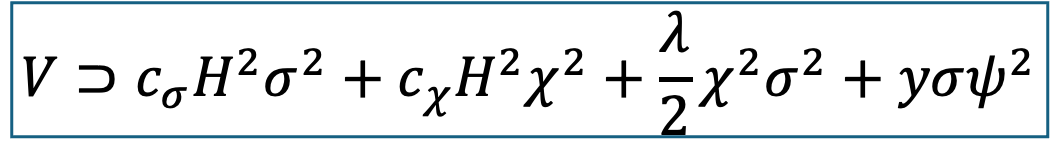 V ⊃ c_σH²σ² + c_χH²χ² + λ/2 χ²σ² + yσψ²